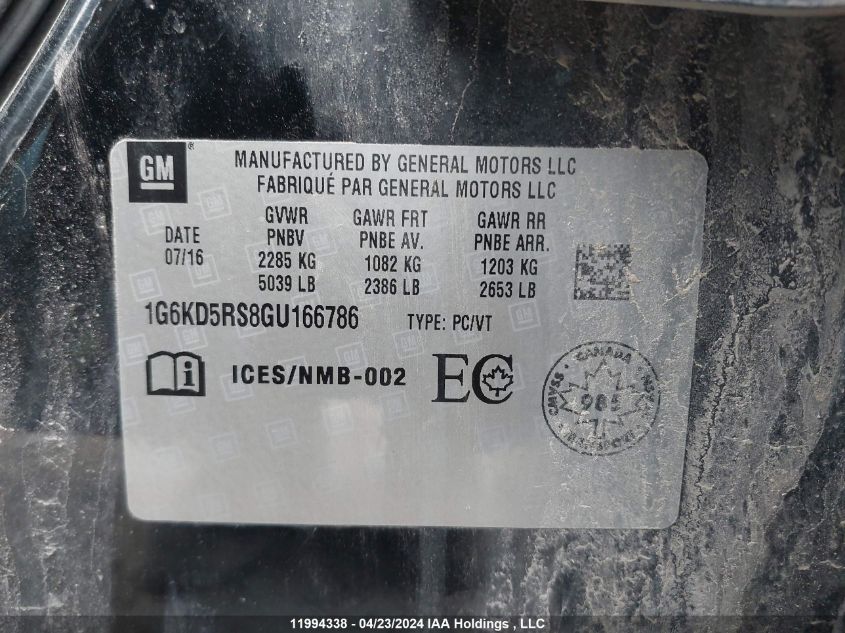 GM
MANUFACTURED BY GENERAL MOTORS LLC
FABRIQUÉ PAR GENERAL MOTORS LLC
DATE
07/16
GVWR
PNBV
2285 KG
5039 LB
GAWR FRT
PNBE AV.
1082 KG
2386 LB
GAWR RR
PNBE ARR.
1203 KG
2653 LB
1G6KD5RS8GU166786 TYPE: PC/VT
ICES/NMB-002 EC
CANADA
CMVSS
11994338 - 04/23/2024 IAA Holdings , LLC